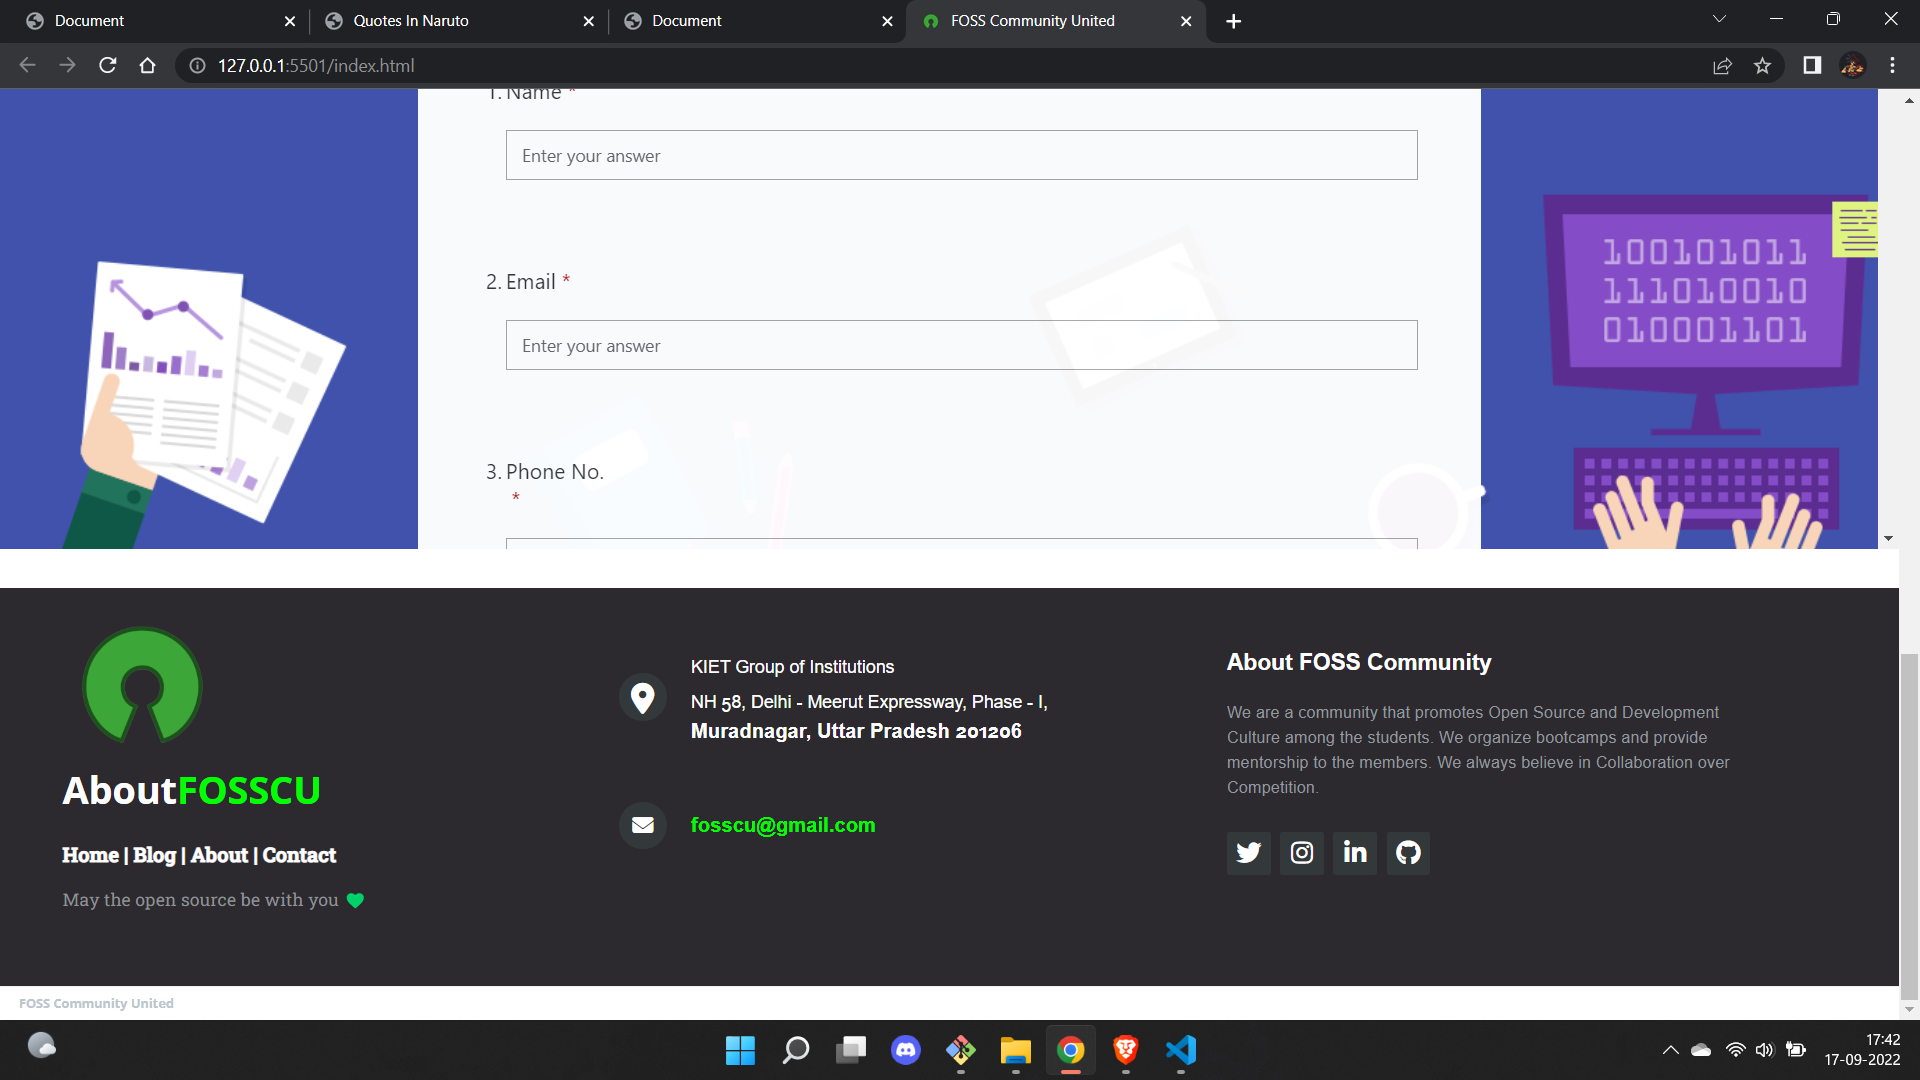 Document
Quotes In Naruto
Document
FOSS Community United
127.0.0.1:5501/index.html
1. Name *
Enter your answer
2. Email *
Enter your answer
3. Phone No.
*
100101011
111010010
010001101
AboutFOSSCU
Home | Blog | About | Contact
May the open source be with you
KIET Group of Institutions
NH 58, Delhi - Meerut Expressway, Phase - I,
Muradnagar, Uttar Pradesh 201206
fosscu@gmail.com
About FOSS Community
We are a community that promotes Open Source and Development
Culture among the students. We organize bootcamps and provide
mentorship to the members. We always believe in Collaboration over
Competition.
FOSS Community United
17:42
17-09-2022